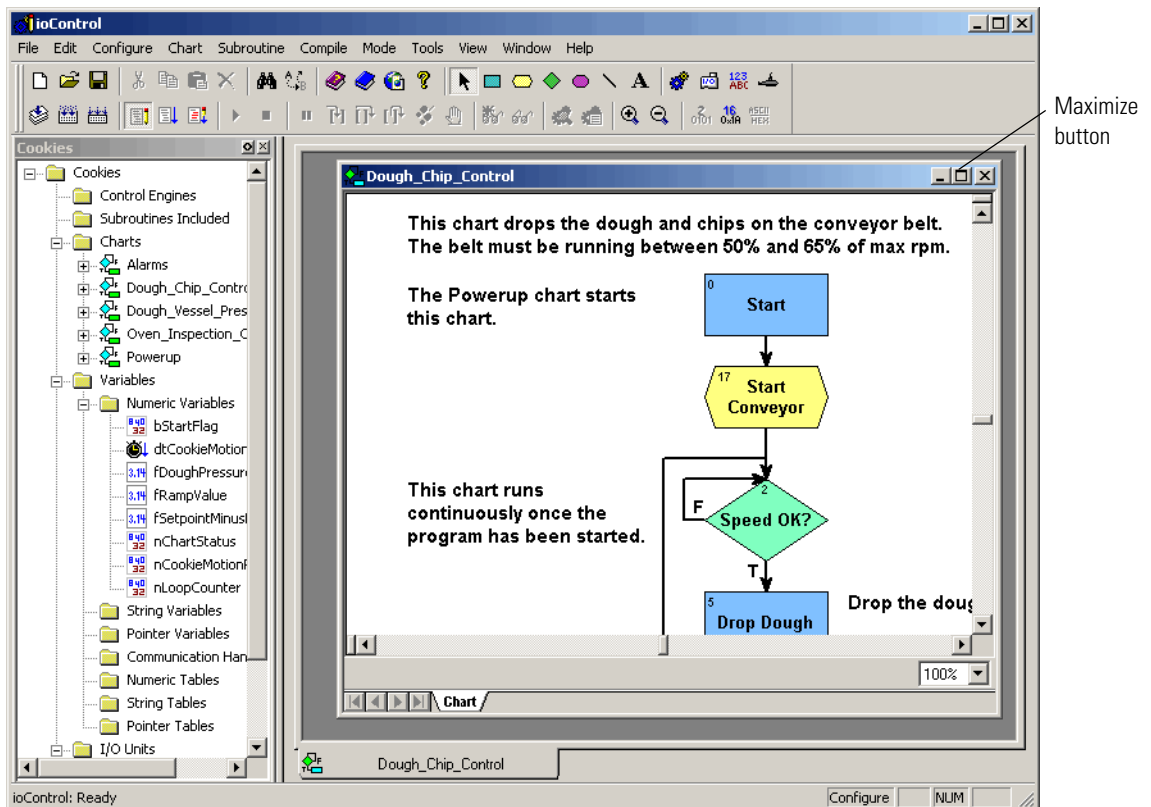 ioControl
File Edit Configure Chart Subroutine Compile Mode Tools View Window Help
123
ABC
Maximize
button
Cookies
Cookies
Control Engines
Subroutines Included
Charts
Alarms
Dough_Chip_Contro
Dough_Vessel_Pres
Oven_Inspection_C
Powerup
Variables
Numeric Variables
bStartFlag
dtCookieMotion
fDoughPressure
fRampValue
fSetpointMinus
nChartStatus
nCookieMotion
nLoopCounter
String Variables
Pointer Variables
Communication Han
Numeric Tables
String Tables
Pointer Tables
I/O Units
Dough_Chip_Control
This chart drops the dough and chips on the conveyor belt.
The belt must be running between 50% and 65% of max rpm.
The Powerup chart starts
this chart.
0
Start
17
Start
Conveyor
This chart runs
continuously once the
program has been started.
2
Speed OK?
F
T
5
Drop Dough
Drop the doug
100%
Chart
Dough_Chip_Control
ioControl: Ready
Configure
NUM